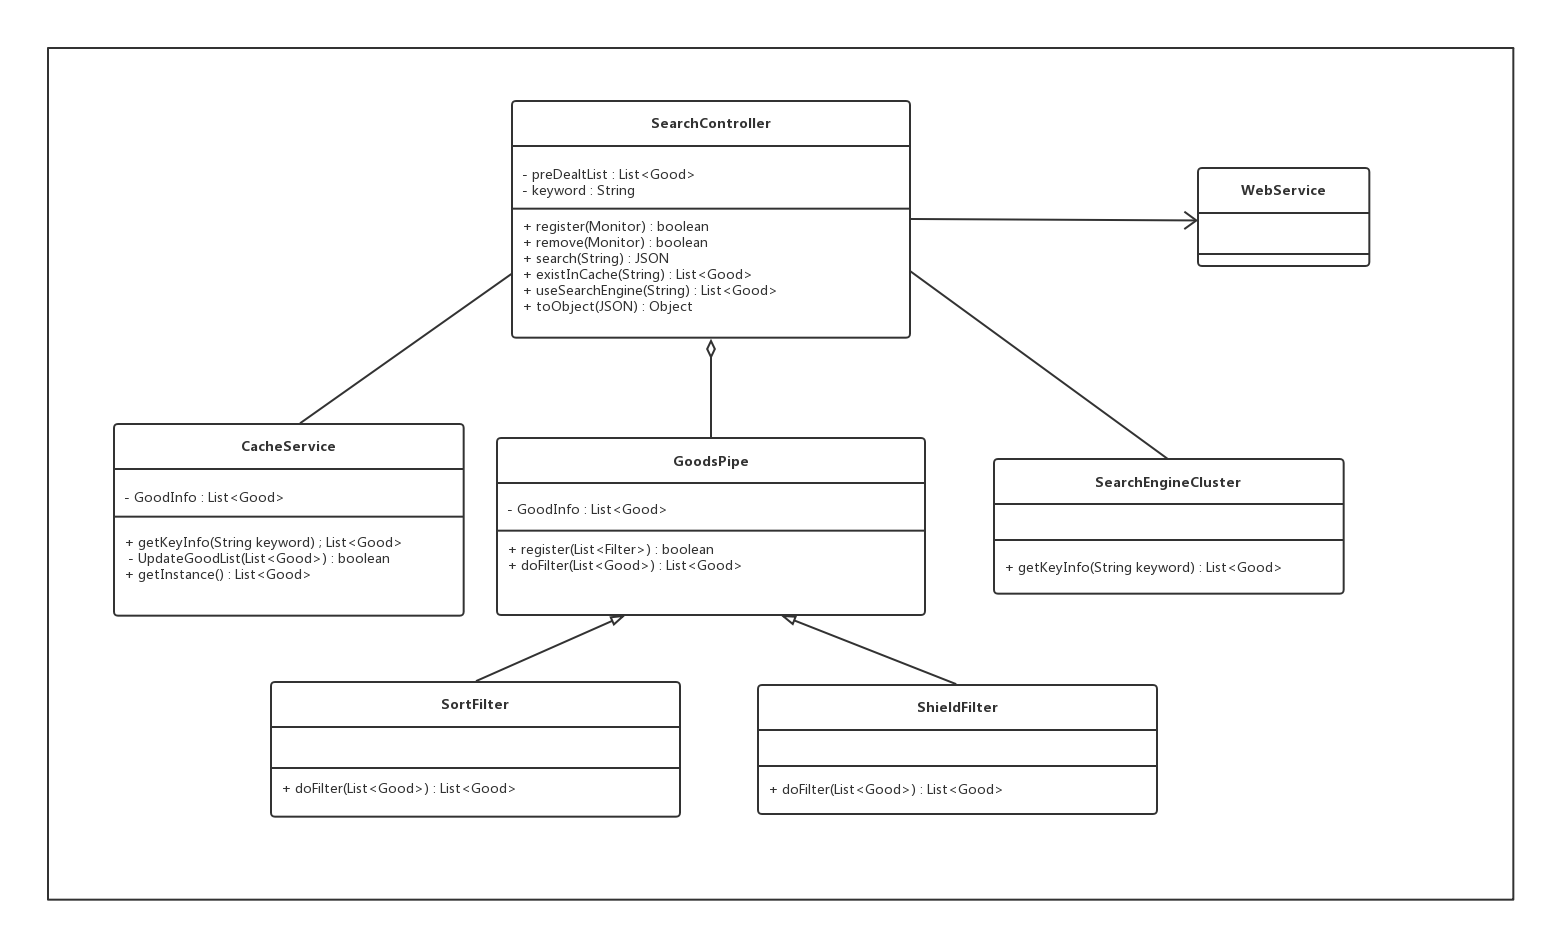 SearchController
- preDealtList : List<Good>
- keyword : String
+ register(Monitor) : boolean
+ remove(Monitor) : boolean
+ search(String) : JSON
+ existInCache(String) : List<Good>
+ useSearchEngine(String) : List<Good>
+ toObject(JSON) : Object
WebService
CacheService
- GoodInfo : List<Good>
+ getKeyInfo(String keyword) ; List<Good>
- UpdateGoodList(List<Good>) : boolean
+ getInstance() : List<Good>
GoodsPipe
- GoodInfo : List<Good>
+ register(List<Filter>) : boolean
+ doFilter(List<Good>) : List<Good>
SearchEngineCluster
+ getKeyInfo(String keyword) : List<Good>
SortFilter
+ doFilter(List<Good>) : List<Good>
ShieldFilter
+ doFilter(List<Good>) : List<Good>